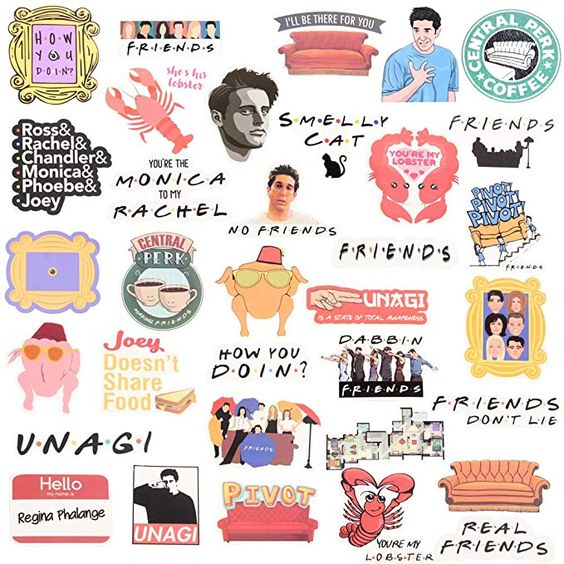 HOW
YOU
DOIN?
F·R·I·E·N·D·S
I'LL BE THERE FOR YOU
CENTRAL PERK
COFFEE
she's his
lobster
•Ross&
•Rachel&
•Chandler&
•Monica&
•Phoebe&
•Joey
YOU'RE THE
MONICA
TO MY
RACHEL
SMELLY
CAT
NO FRIENDS
YOU'RE MY
LOBSTER
F·R·I·E·N·D·S
F·R·I·E·N·D·S
PIVOT!
PIVOT!
PIVOT!
F·R·I·E·N·D·S
CENTRAL
PERK
MAKING FRIENDS
UNAGI
IS A STATE OF TOTAL AWARENESS.
Joey
Doesn't
Share
Food
HOW YOU
D·O·I·N·?
DABBIN
F·R·I·E·N·D·S
FRIENDS
F·R·I·E·N·D·S
DON'T LIE
U·N·A·G·I
Hello
my name is
Regina Phalange
UNAGI
PIVOT
YOU'RE MY
LOBSTER
REAL
FRIENDS